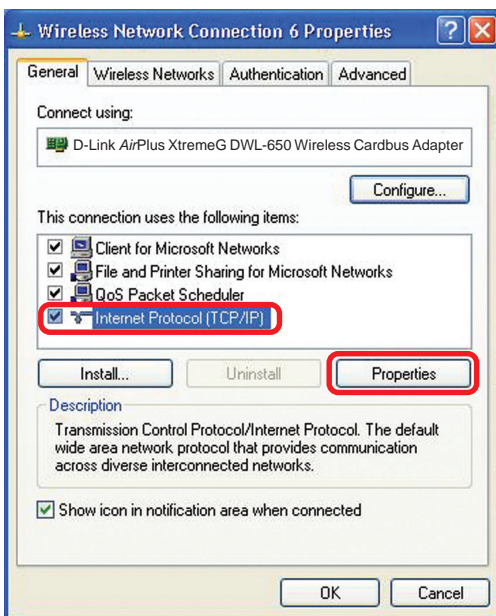 Wireless Network Connection 6 Properties
General Wireless Networks Authentication Advanced
Connect using:
D-Link AirPlus XtremeG DWL-650 Wireless Cardbus Adapter
Configure...
This connection uses the following items:
Client for Microsoft Networks
File and Printer Sharing for Microsoft Networks
QoS Packet Scheduler
Internet Protocol (TCP/IP)
Install... Uninstall Properties
Description
Transmission Control Protocol/Internet Protocol. The default
wide area network protocol that provides communication
across diverse interconnected networks.
Show icon in notification area when connected
OK Cancel